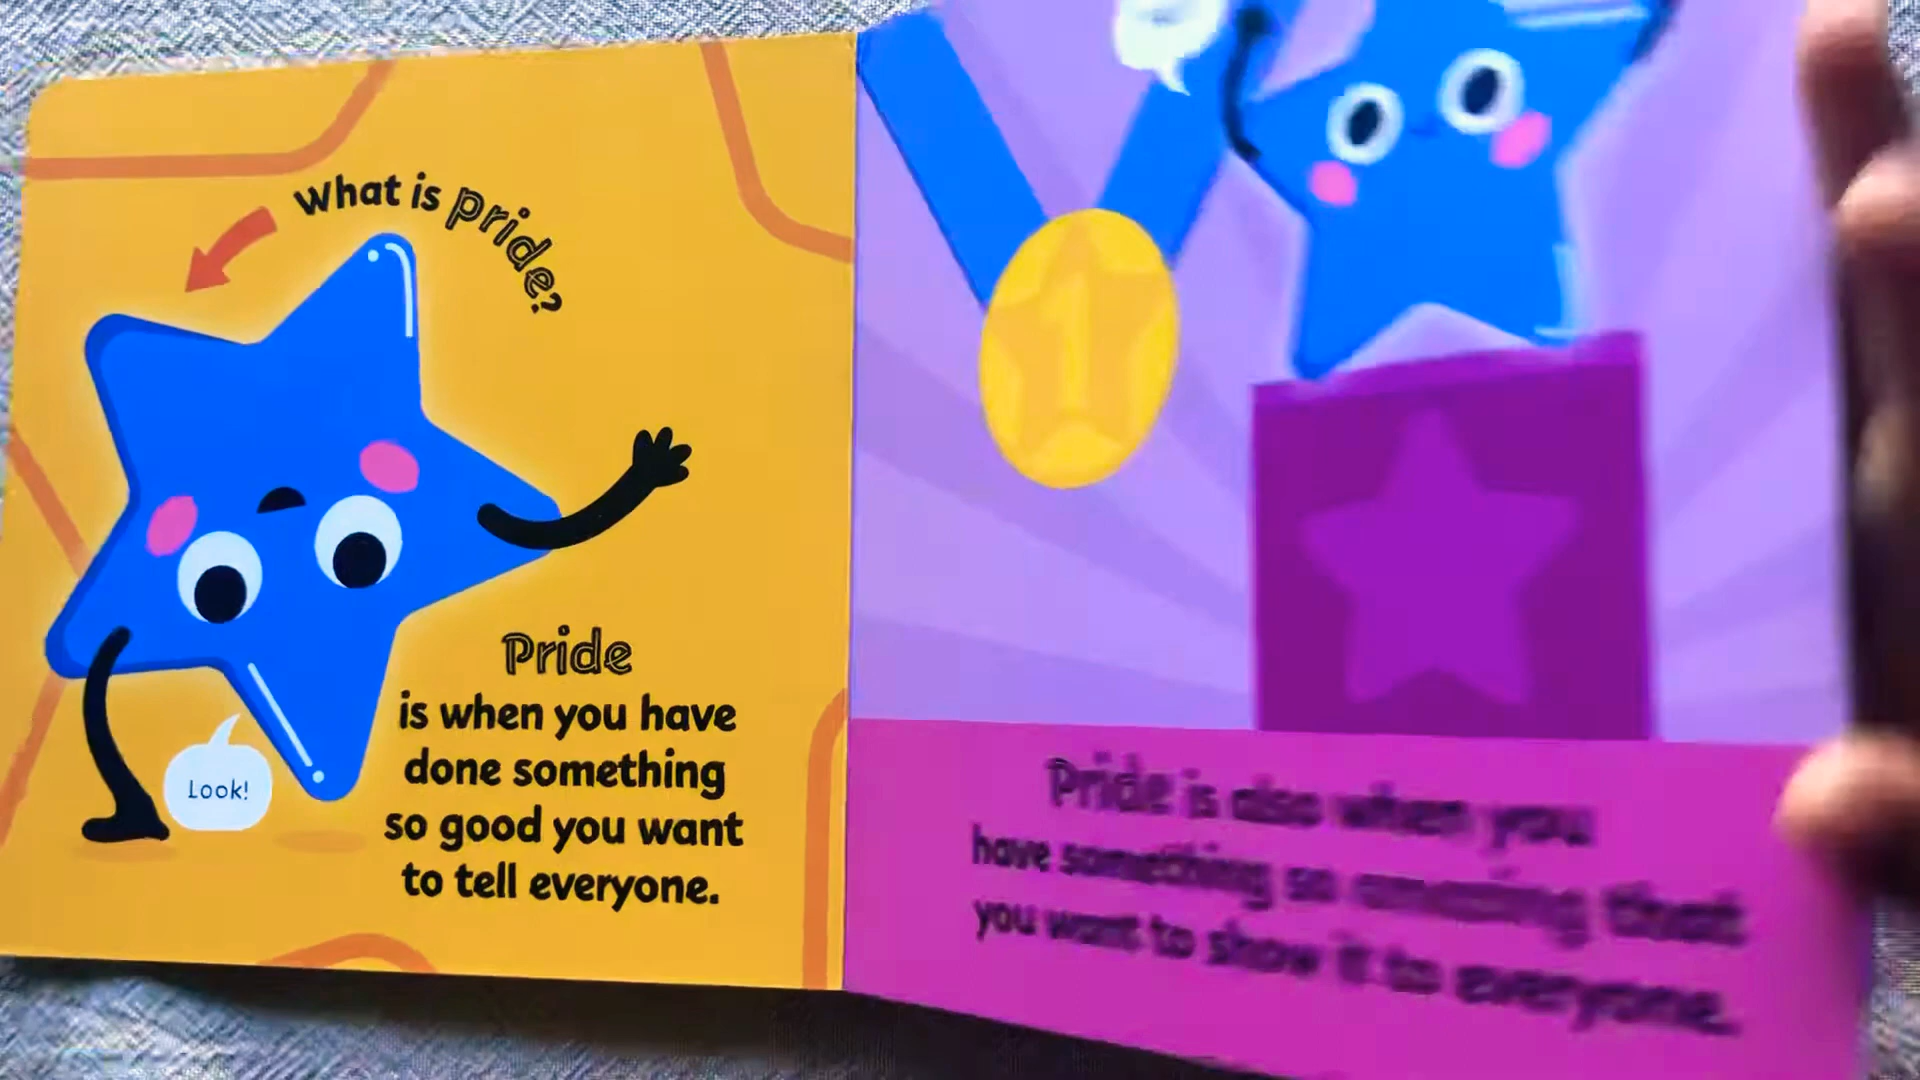 What is pride?
Look!
Pride
is when you have
done something
so good you want
to tell everyone.
1
Pride is also when you
have something so amazing that
you want to show it to everyone.